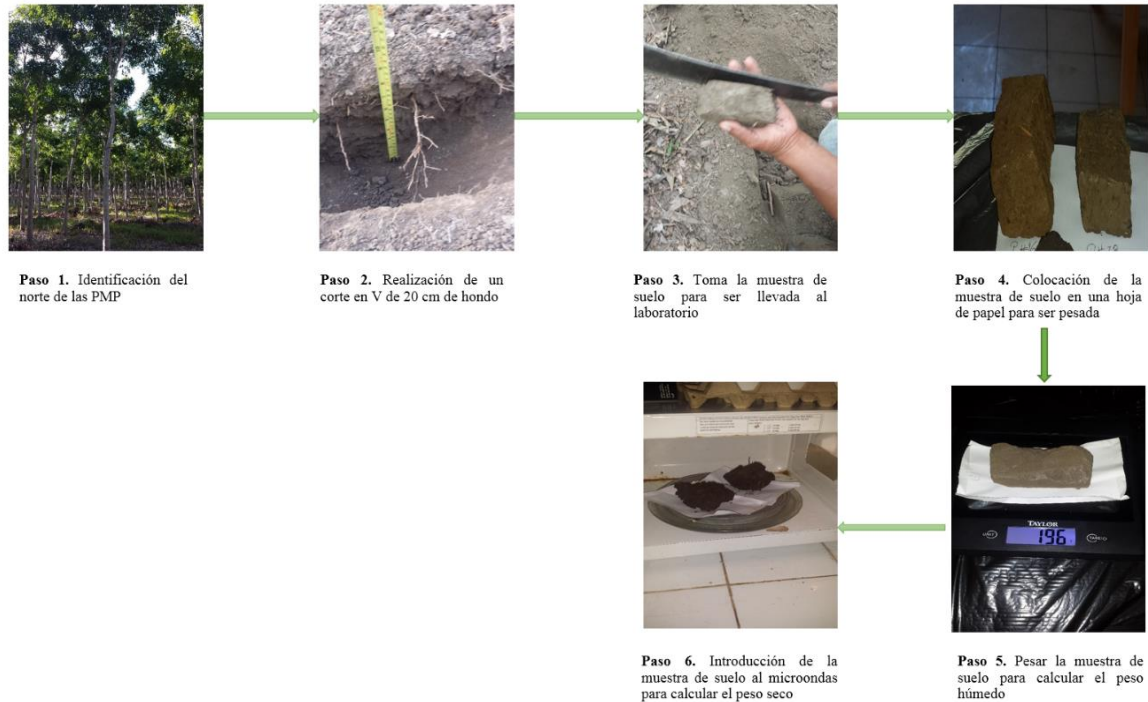 Paso 1. Identificación del
norte de las PMP
Paso 2. Realización de un
corte en V de 20 cm de hondo
Paso 3. Toma la muestra de
suelo para ser llevada al
laboratorio
Paso 4. Colocación de la
muestra de suelo en una hoja
de papel para ser pesada
TAYLOR
196
Paso 5. Pesar la muestra de
suelo para calcular el peso
húmedo
Paso 6. Introducción de la
muestra de suelo al microondas
para calcular el peso seco